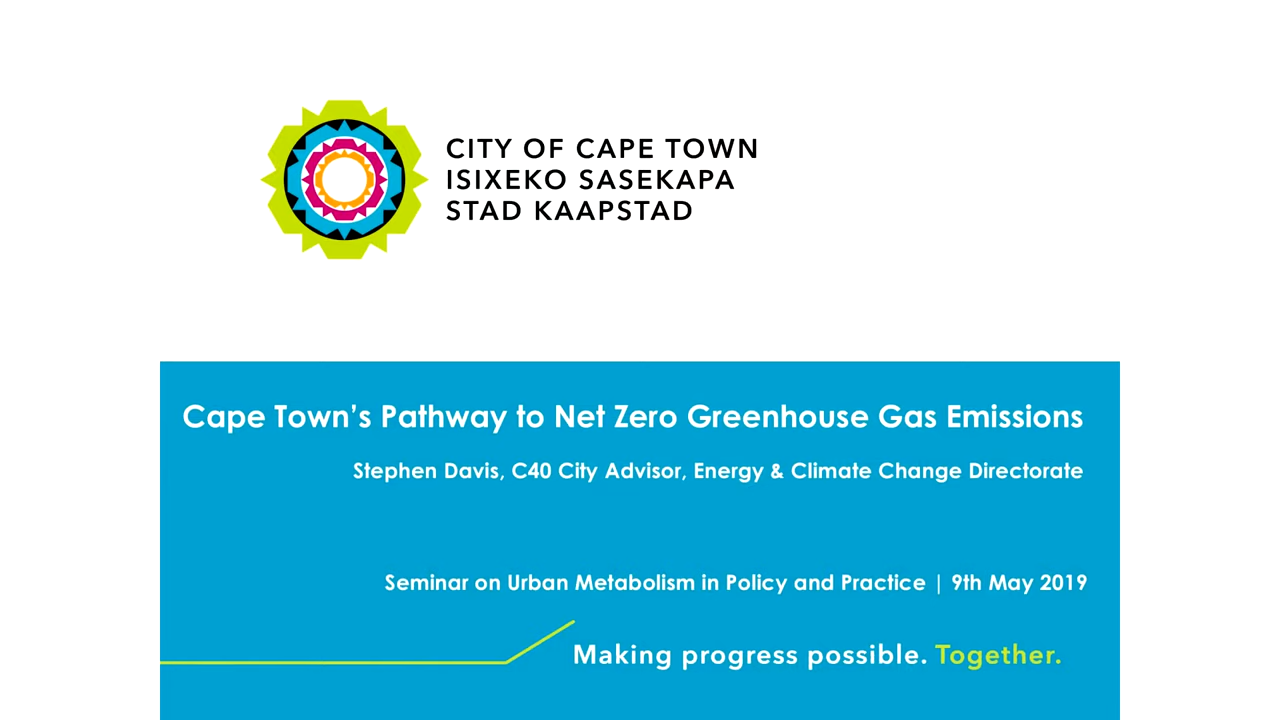 CITY OF CAPE TOWN
ISIXEKO SASEKAPA
STAD KAAPSTAD
Cape Town’s Pathway to Net Zero Greenhouse Gas Emissions
Stephen Davis, C40 City Advisor, Energy & Climate Change Directorate
Seminar on Urban Metabolism in Policy and Practice | 9th May 2019
Making progress possible. Together.